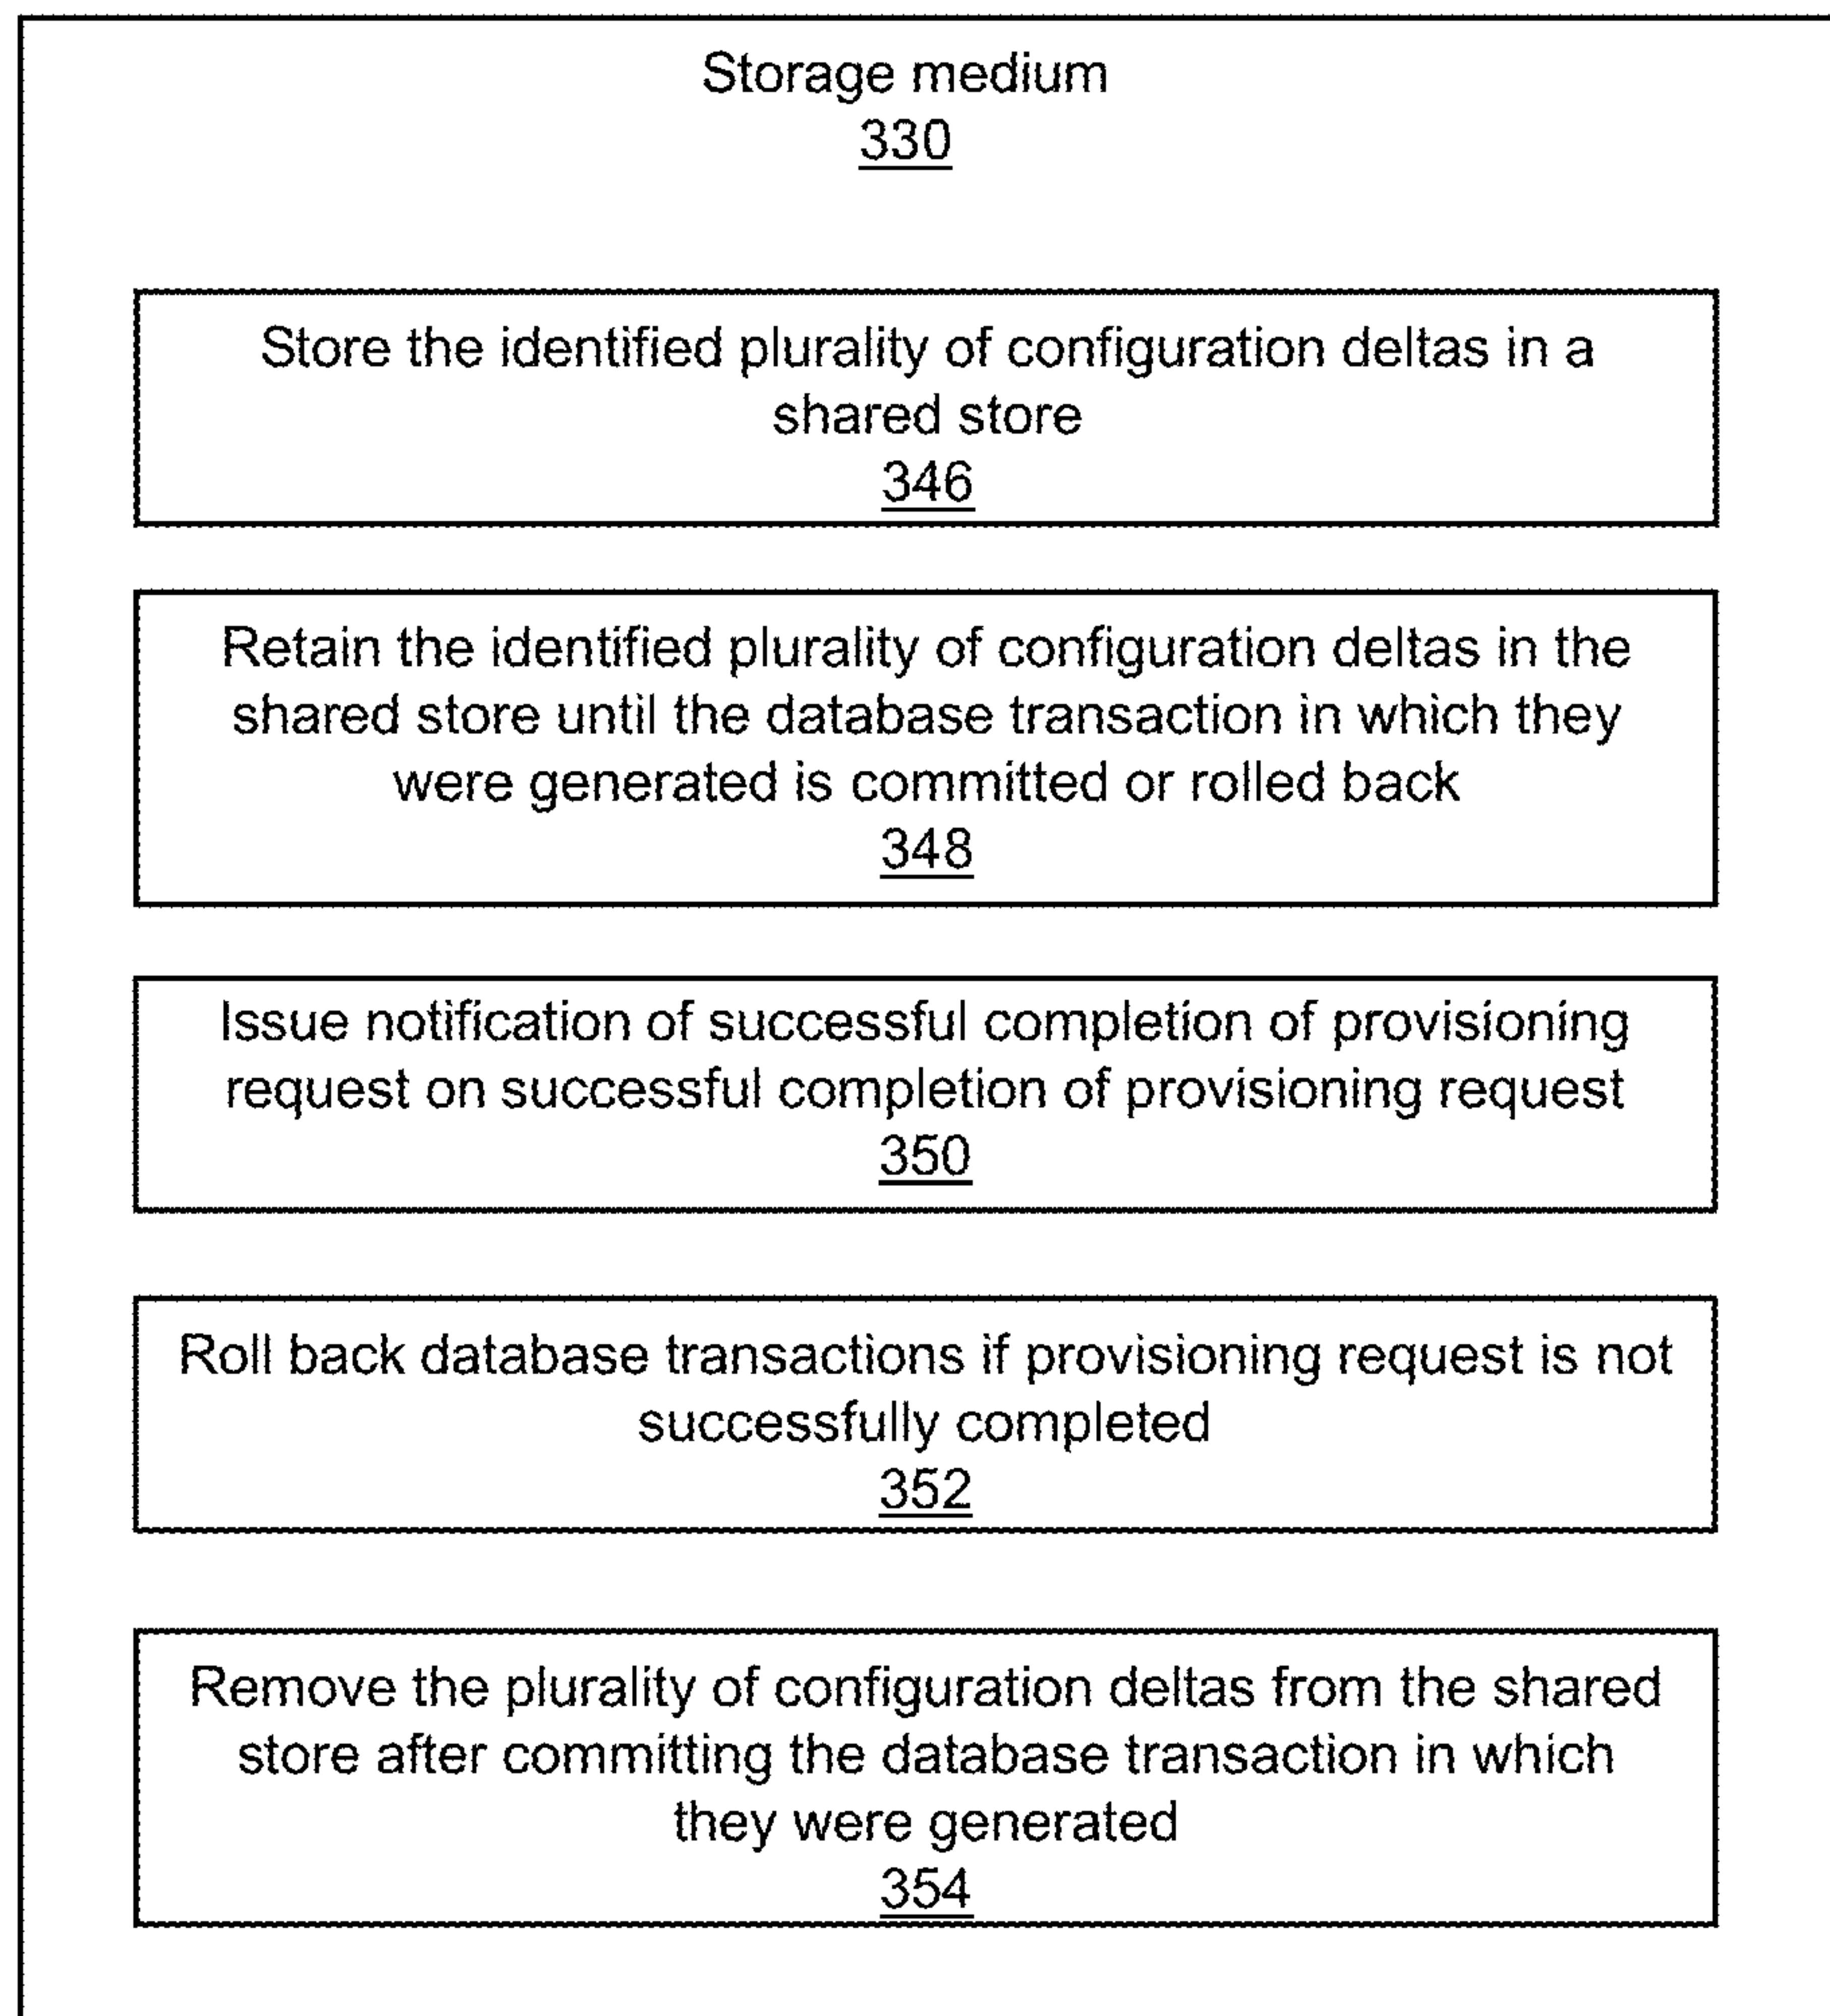 Storage medium
330
Store the identified plurality of configuration deltas in a
shared store
346
Retain the identified plurality of configuration deltas in the
shared store until the database transaction in which they
were generated is committed or rolled back
348
Issue notification of successful completion of provisioning
request on successful completion of provisioning request
350
Roll back database transactions if provisioning request is not
successfully completed
352
Remove the plurality of configuration deltas from the shared
store after committing the database transaction in which
they were generated
354